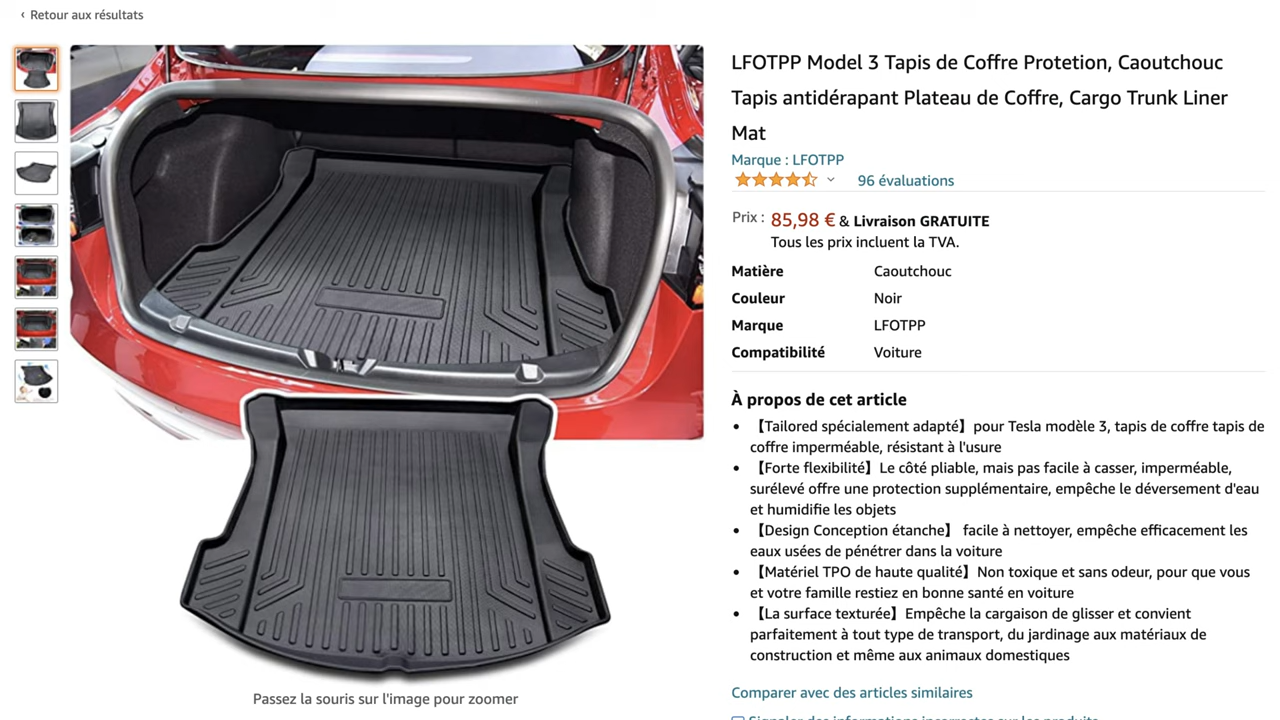 ‹ Retour aux résultats
LFOTPP Model 3 Tapis de Coffre Protetion, Caoutchouc
Tapis antidérapant Plateau de Coffre, Cargo Trunk Liner
Mat
Marque : LFOTPP
96 évaluations
Prix : 85,98 € & Livraison GRATUITE
Tous les prix incluent la TVA.
Matière Caoutchouc
Couleur Noir
Marque LFOTPP
Compatibilité Voiture
À propos de cet article
• 【Tailored spécialement adapté】pour Tesla modèle 3, tapis de coffre tapis de
coffre imperméable, résistant à l'usure
• 【Forte flexibilité】Le côté pliable, mais pas facile à casser, imperméable,
surélevé offre une protection supplémentaire, empêche le déversement d'eau
et humidifie les objets
• 【Design Conception étanche】 facile à nettoyer, empêche efficacement les
eaux usées de pénétrer dans la voiture
• 【Matériel TPO de haute qualité】Non toxique et sans odeur, pour que vous
et votre famille restiez en bonne santé en voiture
• 【La surface texturée】Empêche la cargaison de glisser et convient
parfaitement à tout type de transport, du jardinage aux matériaux de
construction et même aux animaux domestiques
Passez la souris sur l'image pour zoomer
Comparer avec des articles similaires
Signaler des informations incorrectes sur les produits